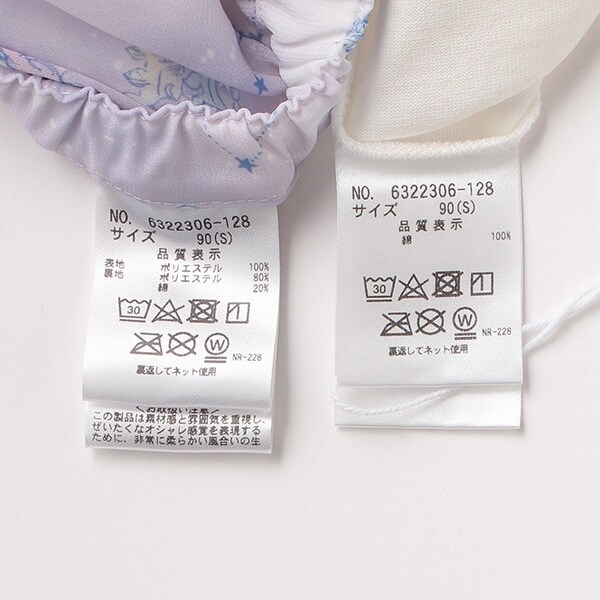 NO. 6322306-128
サイズ 90(S)
品質表示
表地 ポリエステル 100%
裏地 ポリエステル 80%
綿 20%
30
NR-228
裏返してネット使用
<お取扱い注意>
この製品は素材感と雰囲気を重視し、
ぜいたくなオシャレ感覚を表現する
ために、非常に柔らかい風合いの生
NO. 6322306-128
サイズ 90(S)
品質表示
綿 100%
30
W
NR-228
裏返してネット使用